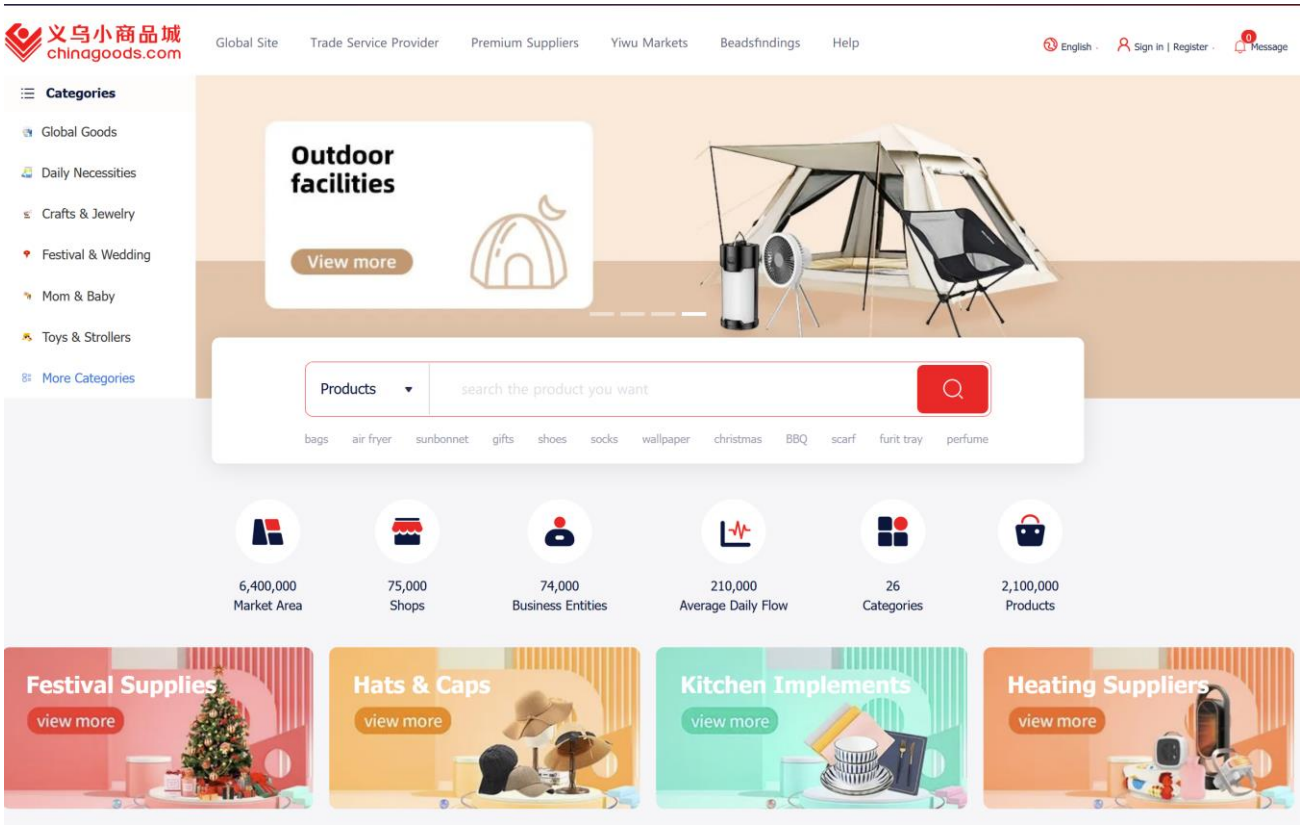 义乌小商品城
chinagoods.com
Global Site Trade Service Provider Premium Suppliers Yiwu Markets Beadsfindings Help
English
Sign in | Register
0
Message
Categories
Global Goods
Daily Necessities
Crafts & Jewelry
Festival & Wedding
Mom & Baby
Toys & Strollers
More Categories
Outdoor
facilities
View more
Products search the product you want
bags air fryer sunbonnet gifts shoes socks wallpaper christmas BBQ scarf furit tray perfume
6,400,000 75,000 74,000 210,000 26 2,100,000
Market Area Shops Business Entities Average Daily Flow Categories Products
Festival Supplies Hats & Caps Kitchen Implements Heating Suppliers
view more view more view more view more